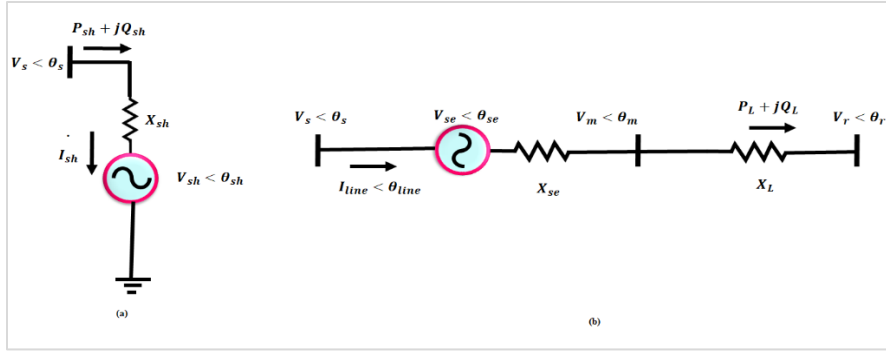 P_sh + jQ_sh
V_s < θ_s
X_sh
I_sh
V_sh < θ_sh
(a)
V_s < θ_s
V_se < θ_se
V_m < θ_m
P_L + jQ_L
V_r < θ_r
I_line < θ_line
X_se
X_L
(b)